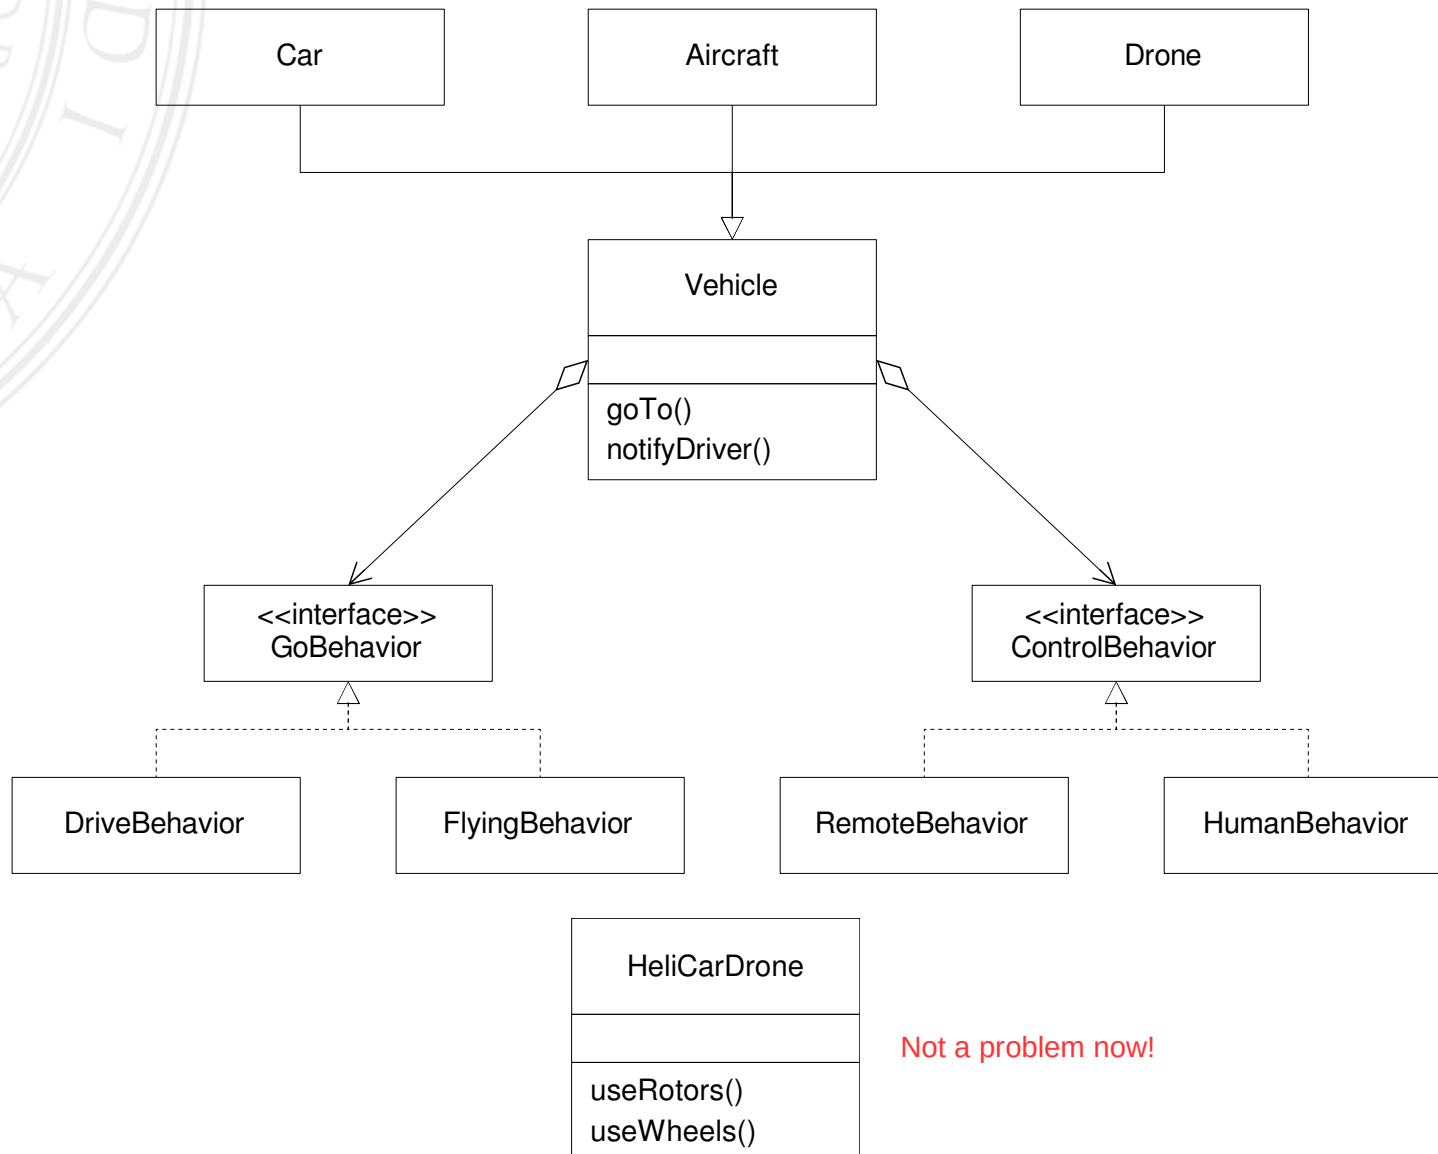 Car
Aircraft
Drone
Vehicle
goTo()
notifyDriver()
<<interface>>
GoBehavior
<<interface>>
ControlBehavior
DriveBehavior
FlyingBehavior
RemoteBehavior
HumanBehavior
HeliCarDrone
Not a problem now!
useRotors()
useWheels()